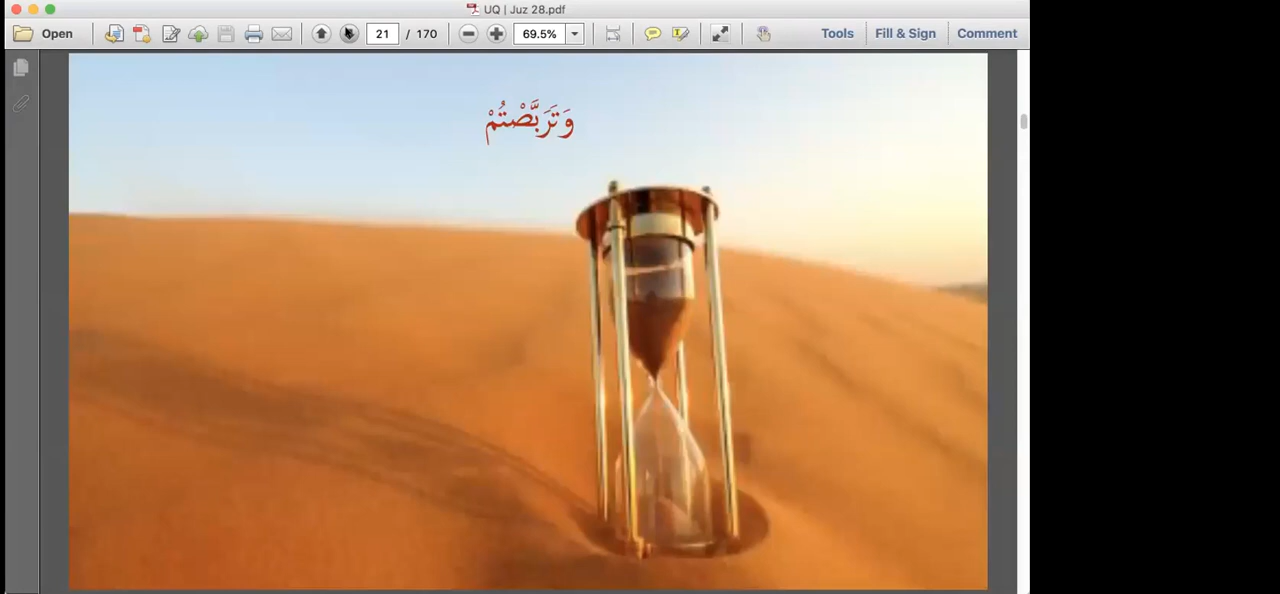 UQ | Juz 28.pdf
Open 21 / 170 69.5% Tools Fill & Sign Comment
وَتَرَبَّصْتُمْ